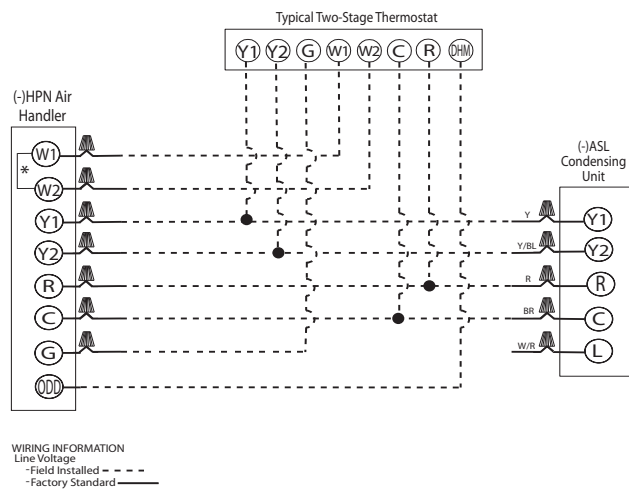 Typical Two-Stage Thermostat
Y1 Y2 G W1 W2 C R DHM
(-)HPN Air
Handler
W1
*
W2
Y1
Y2
R
C
G
ODD
(-)ASL
Condensing
Unit
Y Y1
Y/BL Y2
R R
BR C
W/R L
WIRING INFORMATION
Line Voltage
-Field Installed
-Factory Standard